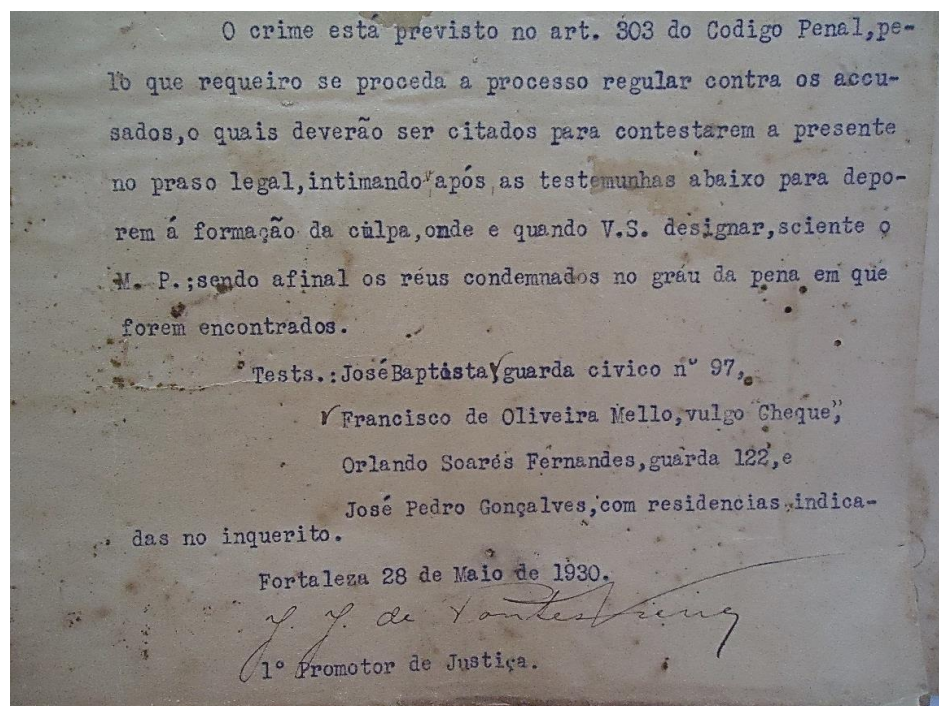 O crime está previsto no art. 303 do Codigo Penal,pe-
lo que requeiro se proceda a processo regular contra os accu-
sados,o quais deverão ser citados para contestarem a presente
no praso legal,intimando após as testemunhas abaixo para depo-
rem á formação da culpa,onde e quando V.S. designar,sciente o
M. P.;sendo afinal os réus condemnados no gráu da pena em que
forem encontrados.
Tests.:José Baptista,guarda civico nº 97,
Francisco de Oliveira Mello,vulgo "Cheque",
Orlando Soares Fernandes,guarda 122,e
José Pedro Gonçalves,com residencias indica-
das no inquerito.
Fortaleza 28 de Maio de 1930.
J. J. de Pontes Vieira
1º Promotor de Justiça.